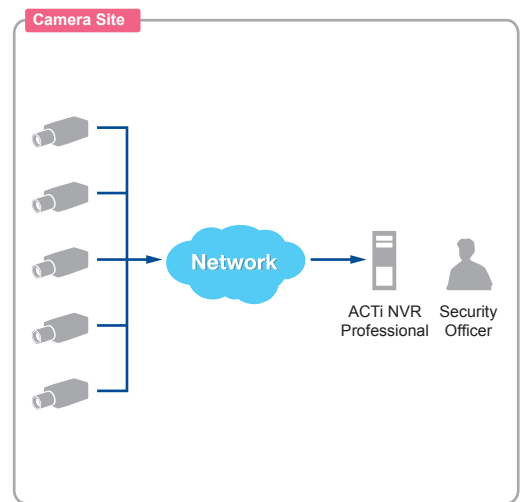 Camera Site
Network
ACTi NVR
Professional
Security
Officer